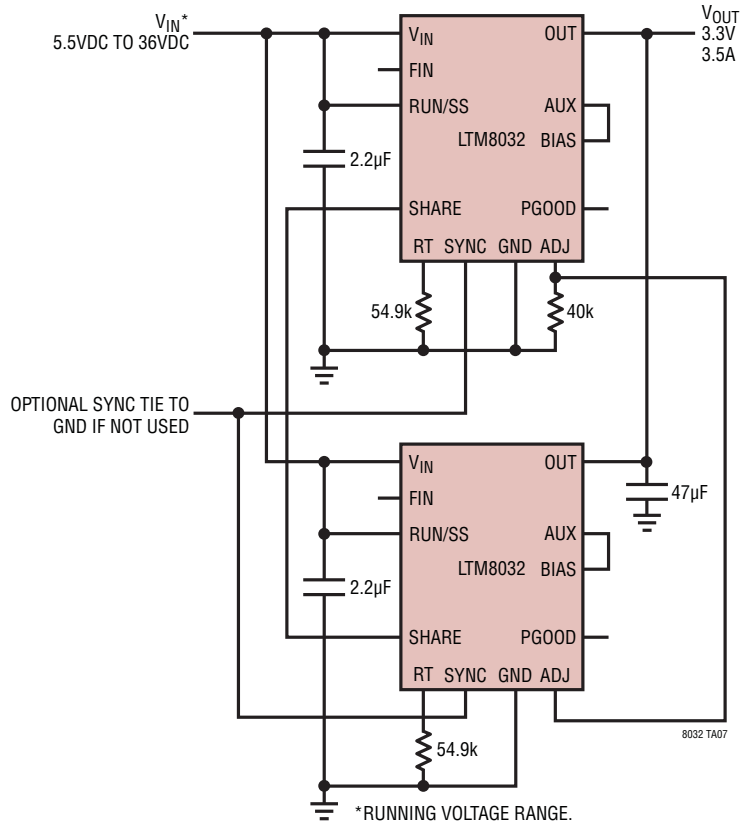 VIN*
5.5VDC TO 36VDC
VIN
OUT
VOUT
3.3V
3.5A
FIN
RUN/SS
AUX
LTM8032
BIAS
2.2µF
SHARE
PGOOD
RT
SYNC
GND
ADJ
54.9k
40k
OPTIONAL SYNC TIE TO
GND IF NOT USED
VIN
OUT
FIN
47µF
RUN/SS
AUX
LTM8032
BIAS
2.2µF
SHARE
PGOOD
RT
SYNC
GND
ADJ
8032 TA07
54.9k
*RUNNING VOLTAGE RANGE.